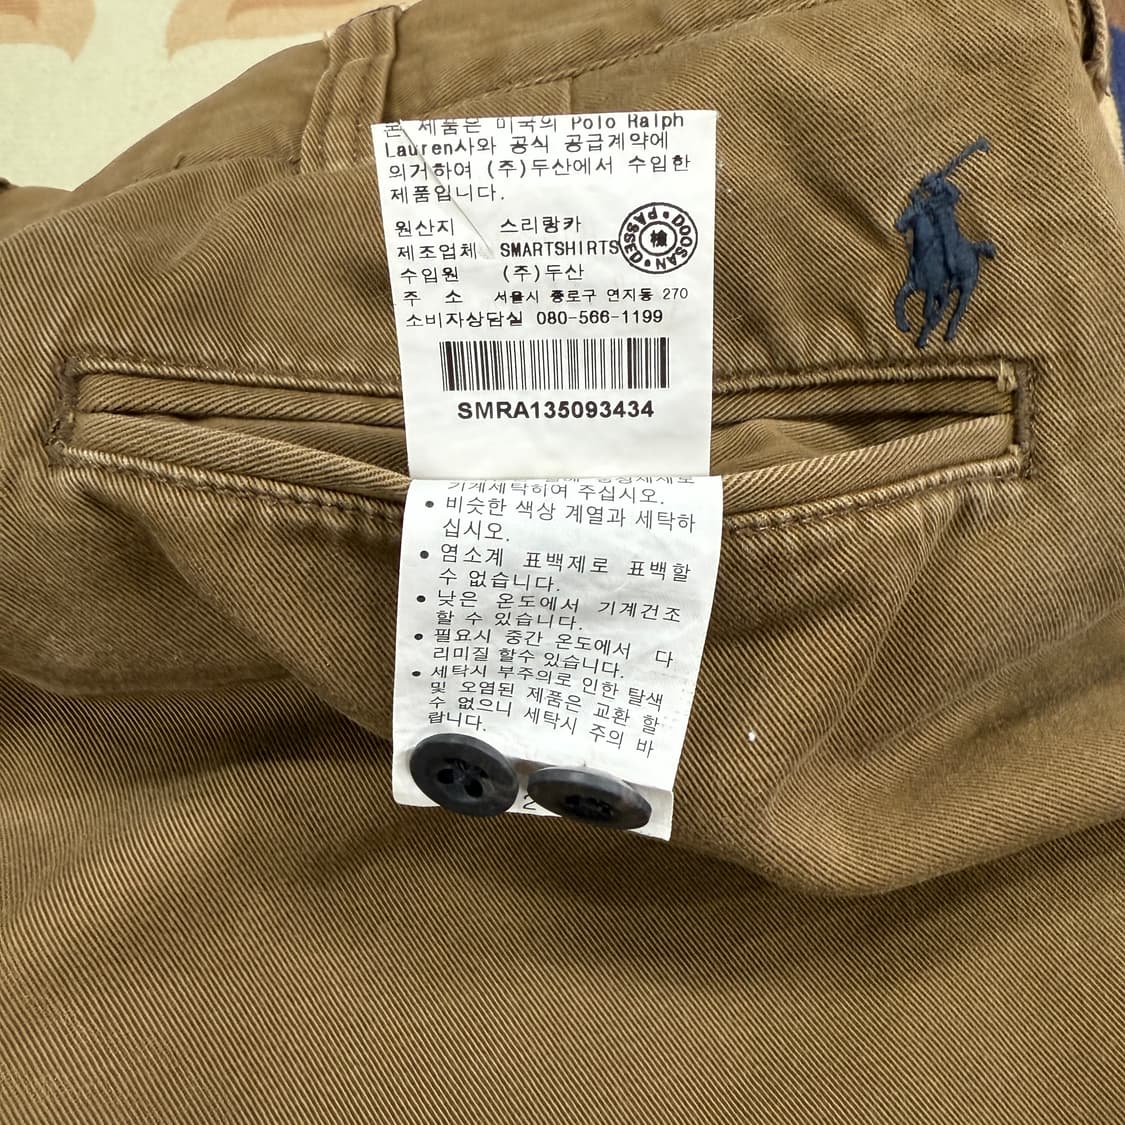 본 제품은 미국의 Polo Ralph
Lauren사와 공식 공급계약에
의거하여 (주)두산에서 수입한
제품입니다.
원산지 스리랑카
제조업체 SMARTSHIRTS
수입원 (주)두산
주 소 서울시 종로구 연지동 270
소비자상담실 080-566-1199
DOOSAN PASSED
檢
SMRA135093434
기계세탁하여 주십시오.
• 비슷한 색상 계열과 세탁하
십시오.
• 염소계 표백제로 표백할
수 없습니다.
• 낮은 온도에서 기계건조
할 수 있습니다.
• 필요시 중간 온도에서 다
리미질 할수 있습니다.
• 세탁시 부주의로 인한 탈색
및 오염된 제품은 교환 할
수 없으니 세탁시 주의 바
랍니다.
2